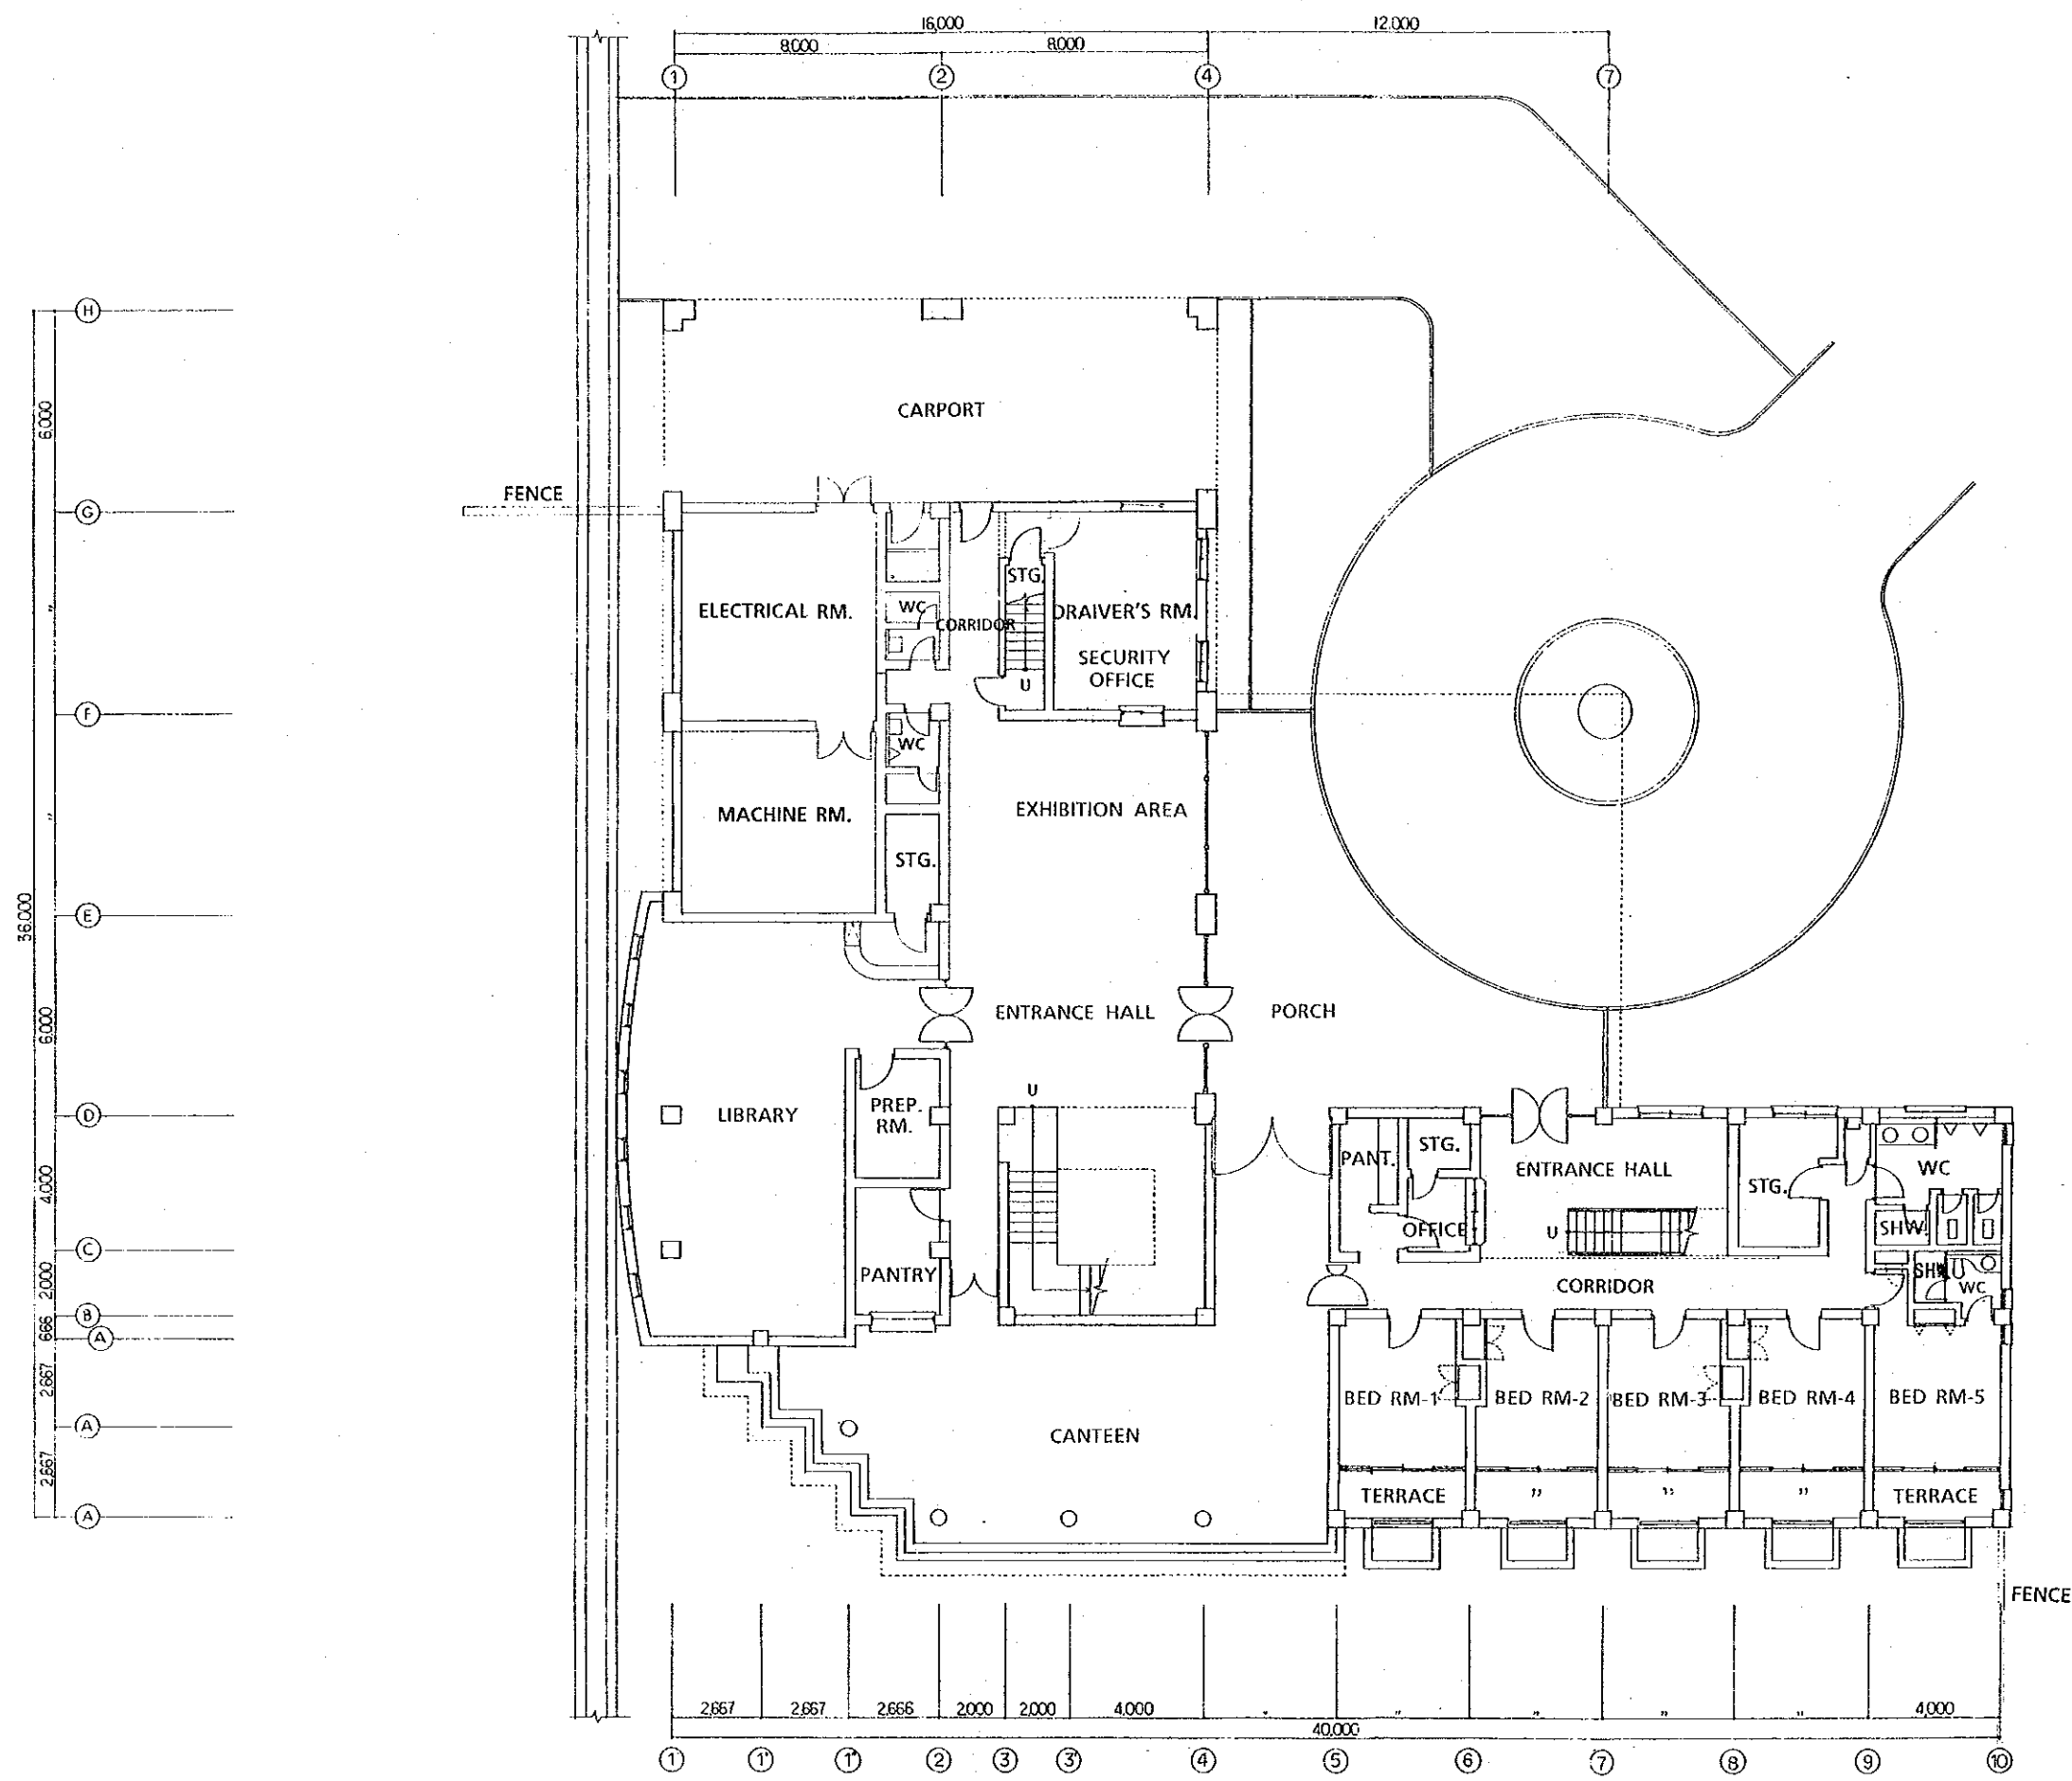 16,000
12,000
8,000
8,000
1
2
4
7
H
6,000
CARPORT
FENCE
G
STG.
ELECTRICAL RM.
WC
CORRIDOR
DRAIVER'S RM.
"
SECURITY
OFFICE
U
F
WC
MACHINE RM.
EXHIBITION AREA
"
STG.
36,000
E
6,000
ENTRANCE HALL
PORCH
U
D
LIBRARY
PREP.
RM.
PANT.
STG.
ENTRANCE HALL
WC
4,000
STG.
OFFICE
U
SHW.
C
PANTRY
CORRIDOR
WC
2,000
B
666
A
2,667
BED RM-1
BED RM-2
BED RM-3
BED RM-4
BED RM-5
A
CANTEEN
2,667
TERRACE
"
"
"
TERRACE
A
FENCE
2,667
2,667
2,666
2,000
2,000
4,000
"
"
"
"
"
4,000
40,000
1
1'
1"
2
3
3'
4
5
6
7
8
9
10